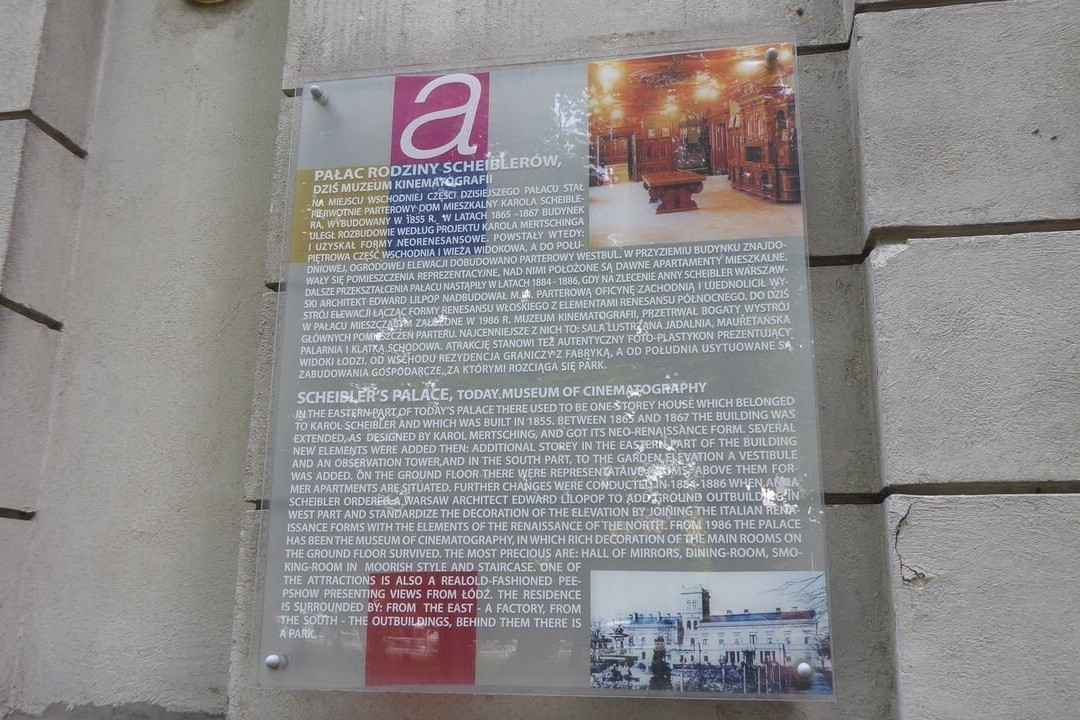 a
PAŁAC RODZINY SCHEIBLERÓW,
DZIŚ MUZEUM KINEMATOGRAFII
NA MIEJSCU WSCHODNIEJ CZĘŚCI DZISIEJSZEGO PAŁACU STAŁ
PIERWOTNIE PARTEROWY DOM MIESZKALNY KAROLA SCHEIBLE-
RA, WYBUDOWANY W 1855 R. W LATACH 1865 -1867 BUDYNEK
ULEGŁ ROZBUDOWIE WEDŁUG PROJEKTU KAROLA MERTSCHINGA
I UZYSKAŁ FORMY NEORENESANSOWE. POWSTAŁY WTEDY:
PIĘTROWA CZĘŚĆ WSCHODNIA I WIEŻA WIDOKOWA, A DO POŁU-
DNIOWEJ, OGRODOWEJ ELEWACJI DOBUDOWANO PARTEROWY WESTBUL. W PRZYZIEMIU BUDYNKU ZNAJDO-
WAŁY SIĘ POMIESZCZENIA REPREZENTACYJNE, NAD NIMI POŁOŻONE SĄ DAWNE APARTAMENTY MIESZKALNE.
DALSZE PRZEKSZTAŁCENIA PAŁACU NASTĄPIŁY W LATACH 1884 - 1886, GDY NA ZLECENIE ANNY SCHEIBLER WARSZAW-
SKI ARCHITEKT EDWARD LILPOP NADBUDOWAŁ M.IN. PARTEROWĄ OFICYNĘ ZACHODNIĄ I UJEDNOLICIŁ WY-
STRÓJ ELEWACJI ŁĄCZĄC FORMY RENESANSU WŁOSKIEGO Z ELEMENTAMI RENESANSU PÓŁNOCNEGO. DO DZIŚ
W PAŁACU MIESZCZĄCYM ZAŁOŻONE W 1986 R. MUZEUM KINEMATOGRAFII, PRZETRWAŁ BOGATY WYSTRÓJ
GŁÓWNYCH POMIESZCZEŃ PARTERU. NAJCENNIEJSZE Z NICH TO: SALA LUSTRZANA JADALNIA, MAURETAŃSKA
PALARNIA I KLATKA SCHODOWA. ATRAKCJĘ STANOWI TEŻ AUTENTYCZNY FOTO-PLASTYKON PREZENTUJĄCY
WIDOKI ŁODZI. OD WSCHODU REZYDENCJA GRANICZY Z FABRYKĄ, A OD POŁUDNIA USYTUOWANE SĄ
ZABUDOWANIA GOSPODARCZE, ZA KTÓRYMI ROZCIĄGA SIĘ PARK.
SCHEIBLER'S PALACE, TODAY MUSEUM OF CINEMATOGRAPHY
IN THE EASTERN PART OF TODAY'S PALACE THERE USED TO BE ONE-STOREY HOUSE WHICH BELONGED
TO KAROL SCHEIBLER AND WHICH WAS BUILT IN 1855. BETWEEN 1865 AND 1867 THE BUILDING WAS
EXTENDED, AS DESIGNED BY KAROL MERTSCHING, AND GOT ITS NEO-RENAISSANCE FORM. SEVERAL
NEW ELEMENTS WERE ADDED THEN: ADDITIONAL STOREY IN THE EASTERN PART OF THE BUILDING
AND AN OBSERVATION TOWER,AND IN THE SOUTH PART, TO THE GARDEN ELEVATION A VESTIBULE
WAS ADDED. ON THE GROUND FLOOR THERE WERE REPRESENTATAIVE ROOMS, ABOVE THEM FOR-
MER APARTMENTS ARE SITUATED. FURTHER CHANGES WERE CONDUCTED IN 1884-1886 WHEN ANNA
SCHEIBLER ORDERED A WARSAW ARCHITECT EDWARD LILOPOP TO ADD GROUND OUTBUILDING IN
WEST PART AND STANDARDIZE THE DECORATION OF THE ELEVATION BY JOINING THE ITALIAN RENA-
ISSANCE FORMS WITH THE ELEMENTS OF THE RENAISSANCE OF THE NORTH. FROM 1986 THE PALACE
HAS BEEN THE MUSEUM OF CINEMATOGRAPHY, IN WHICH RICH DECORATION OF THE MAIN ROOMS ON
THE GROUND FLOOR SURVIVED. THE MOST PRECIOUS ARE: HALL OF MIRRORS, DINING-ROOM, SMO-
KING-ROOM IN MOORISH STYLE AND STAIRCASE. ONE OF
THE ATTRACTIONS IS ALSO A REALOLD-FASHIONED PEE-
PSHOW PRESENTING VIEWS FROM ŁÓDŹ. THE RESIDENCE
IS SURROUNDED BY: FROM THE EAST - A FACTORY, FROM
THE SOUTH - THE OUTBUILDINGS, BEHIND THEM THERE IS
A PARK.